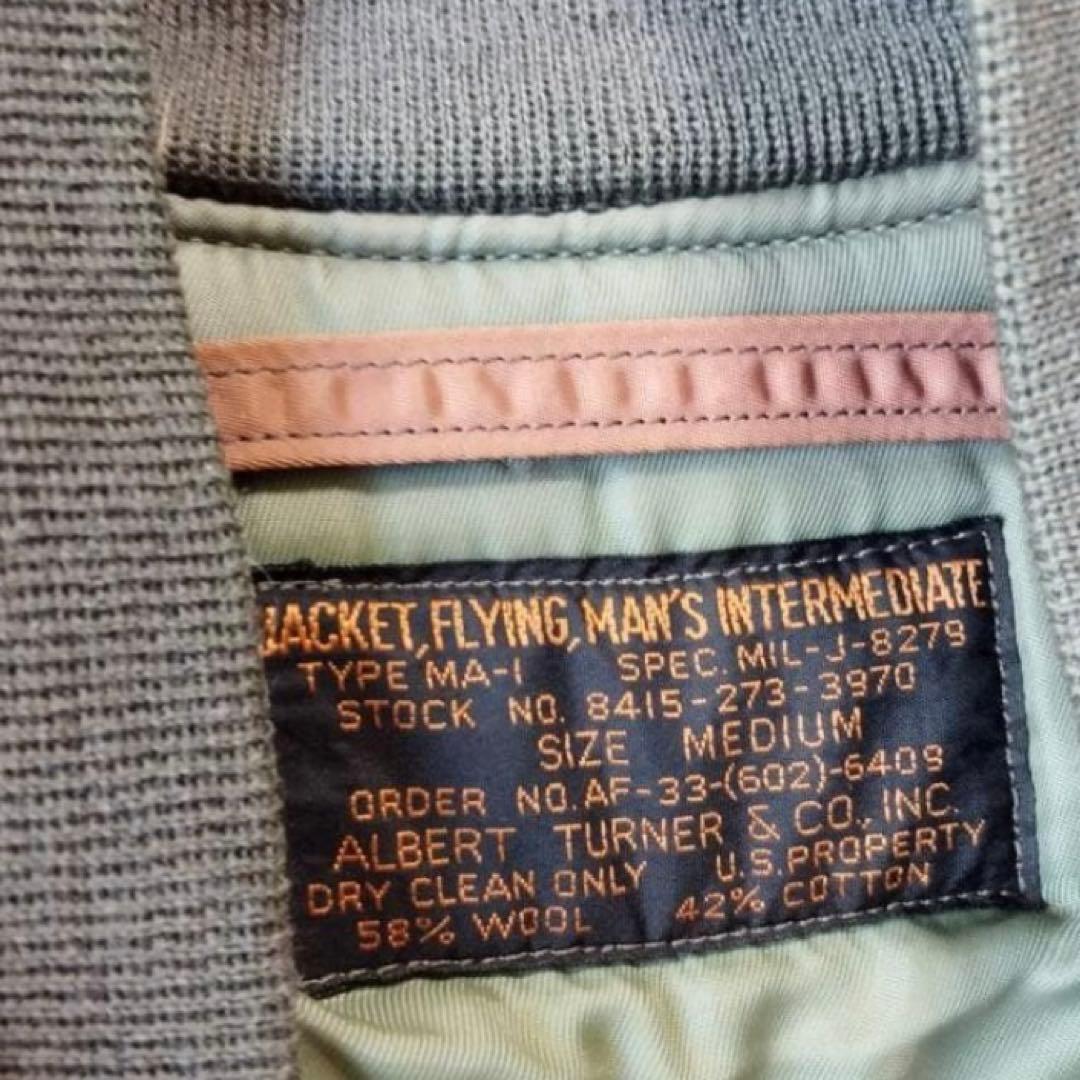 JACKET, FLYING, MAN'S INTERMEDIATE
TYPE MA-1 SPEC. MIL-J-8279
STOCK NO. 8415-273-3970
SIZE MEDIUM
ORDER NO. AF-33-(602)-6409
ALBERT TURNER & CO., INC.
DRY CLEAN ONLY U.S. PROPERTY
58% WOOL 42% COTTON